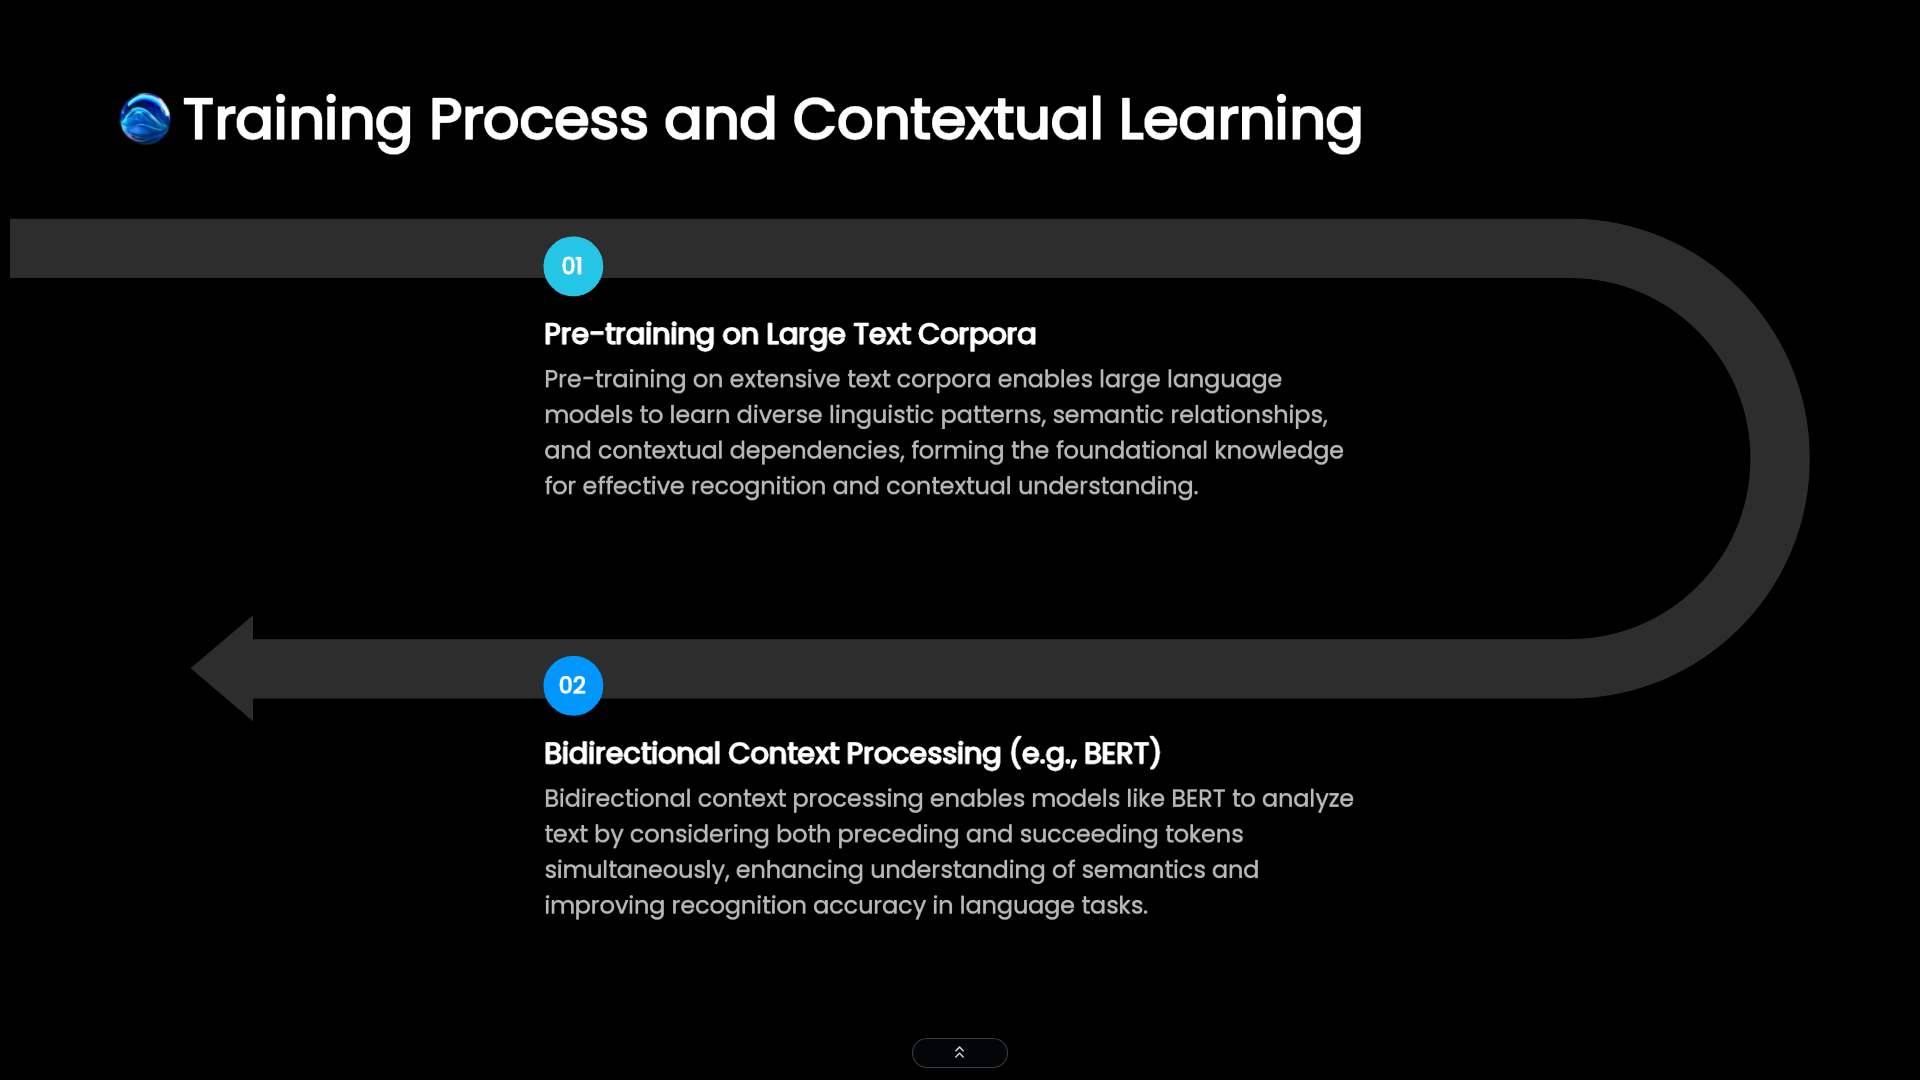 Training Process and Contextual Learning
01
Pre-training on Large Text Corpora
Pre-training on extensive text corpora enables large language
models to learn diverse linguistic patterns, semantic relationships,
and contextual dependencies, forming the foundational knowledge
for effective recognition and contextual understanding.
02
Bidirectional Context Processing (e.g., BERT)
Bidirectional context processing enables models like BERT to analyze
text by considering both preceding and succeeding tokens
simultaneously, enhancing understanding of semantics and
improving recognition accuracy in language tasks.